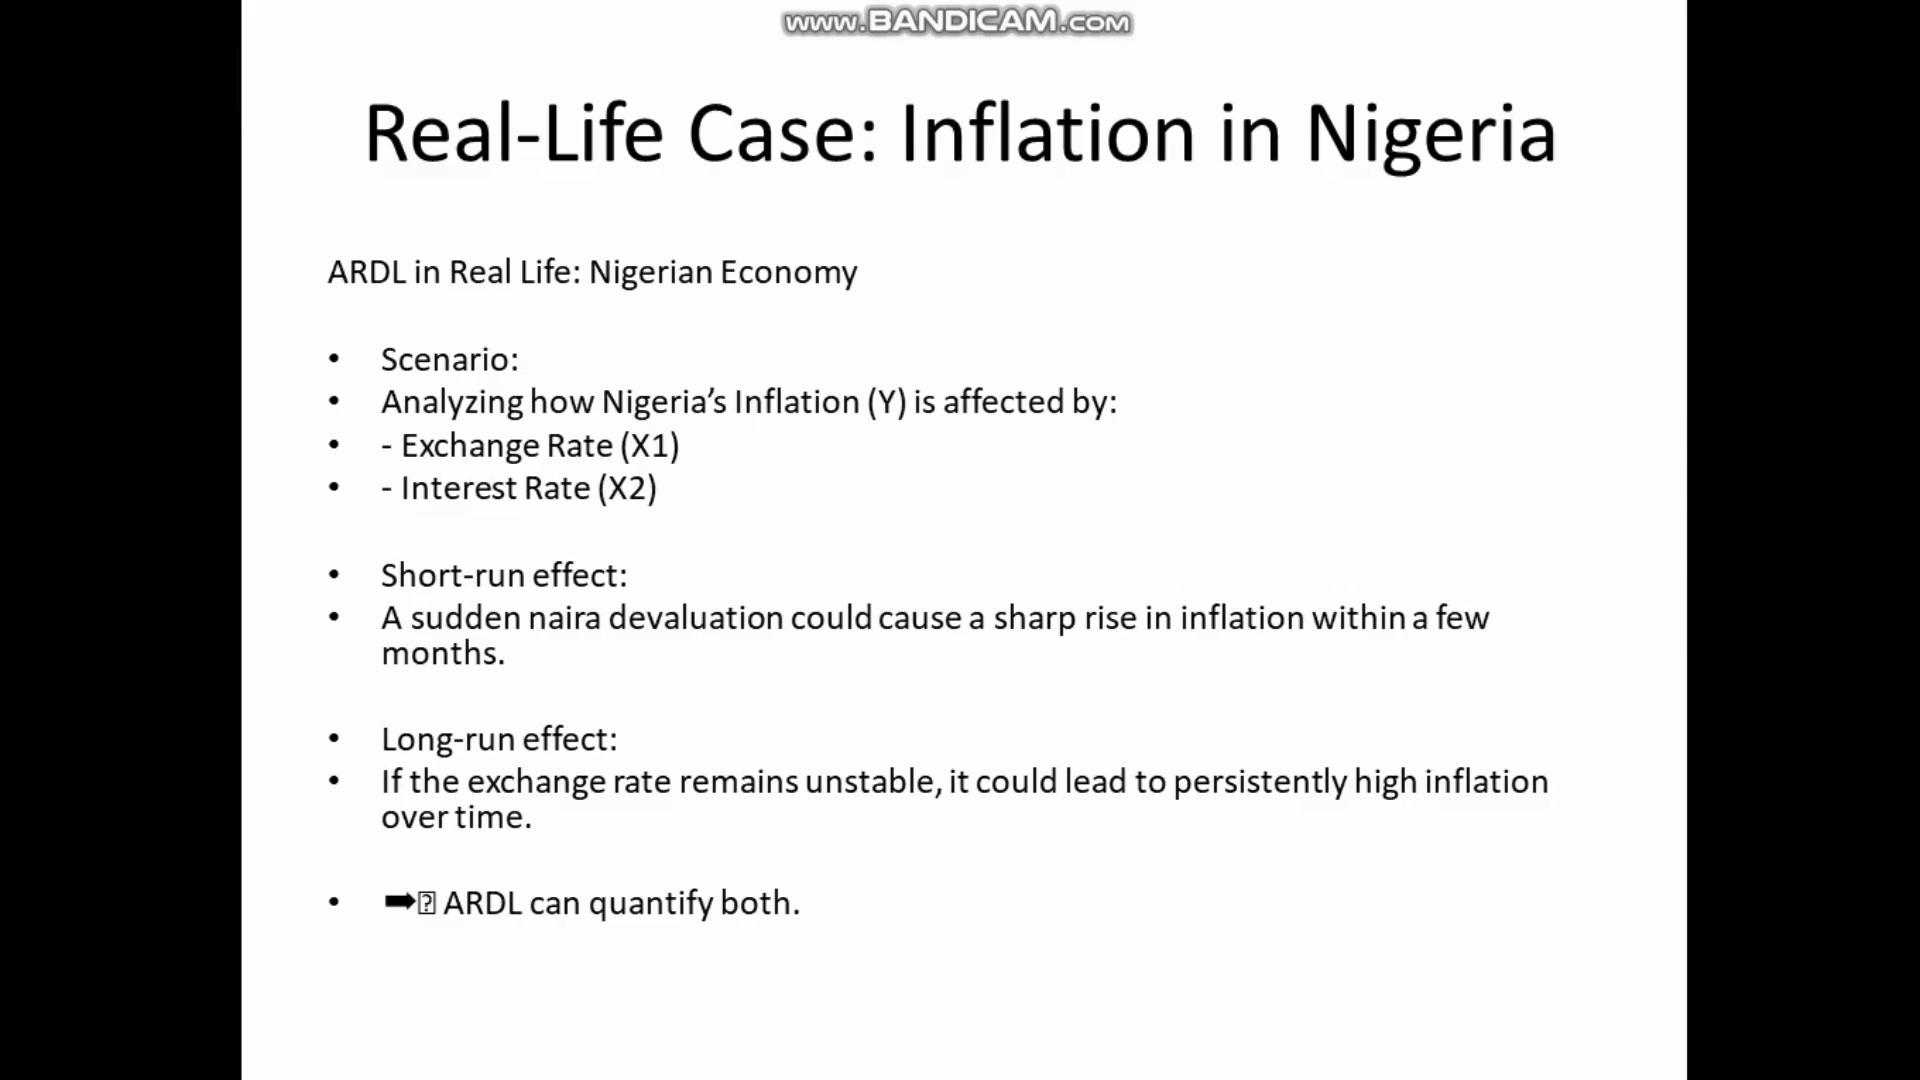 www.BANDICAM.com
Real-Life Case: Inflation in Nigeria
ARDL in Real Life: Nigerian Economy
• Scenario:
• Analyzing how Nigeria’s Inflation (Y) is affected by:
• - Exchange Rate (X1)
• - Interest Rate (X2)
• Short-run effect:
• A sudden naira devaluation could cause a sharp rise in inflation within a few
months.
• Long-run effect:
• If the exchange rate remains unstable, it could lead to persistently high inflation
over time.
• ➡⍰ ARDL can quantify both.